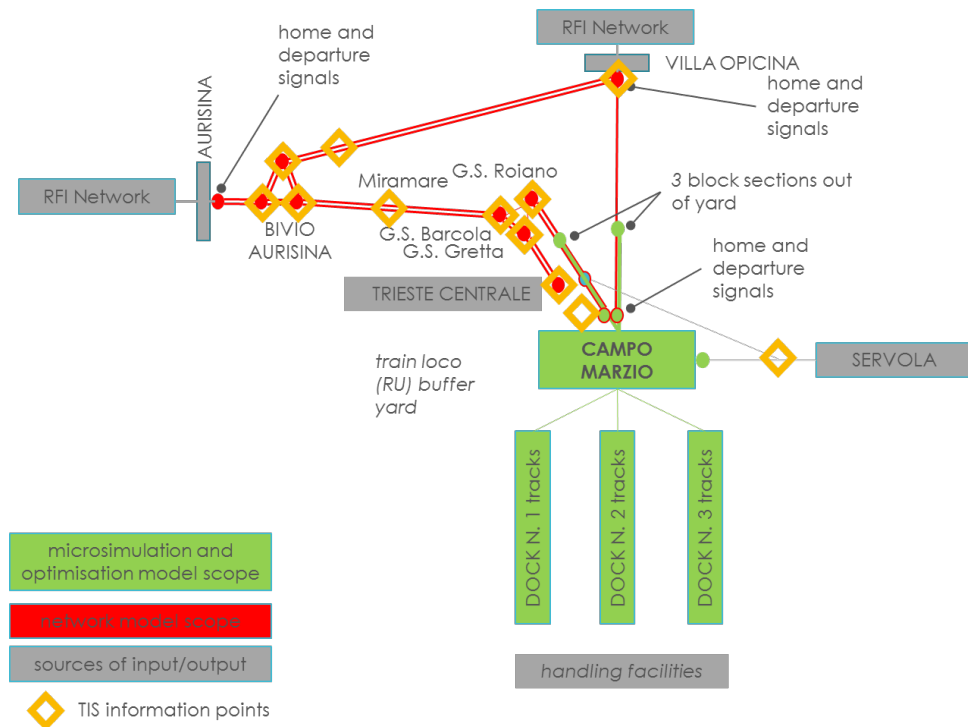 RFI Network
home and
departure
signals
VILLA OPICINA
home and
departure
signals
AURISINA
G.S. Roiano
Miramare
3 block sections out
of yard
RFI Network
BIVIO
AURISINA
G.S. Barcola
G.S. Gretta
home and
departure
signals
TRIESTE CENTRALE
CAMPO
MARZIO
train loco
(RU) buffer
yard
SERVOLA
DOCK N. 1 tracks
DOCK N. 2 tracks
DOCK N. 3 tracks
microsimulation and
optimisation model scope
network model scope
sources of input/output
handling facilities
TIS information points